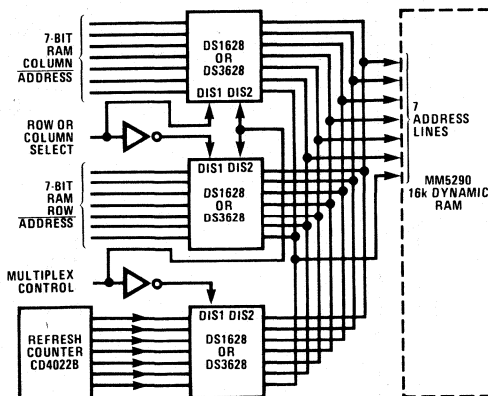 7-BIT
RAM
COLUMN
ADDRESS
DS1628
OR
DS3628
DIS1 DIS2
ROW OR
COLUMN
SELECT
7
ADDRESS
LINES
MM5290
16k DYNAMIC
RAM
7-BIT
RAM
ROW
ADDRESS
DIS1 DIS2
DS1628
OR
DS3628
MULTIPLEX
CONTROL
REFRESH
COUNTER
CD4022B
DIS1 DIS2
DS1628
OR
DS3628